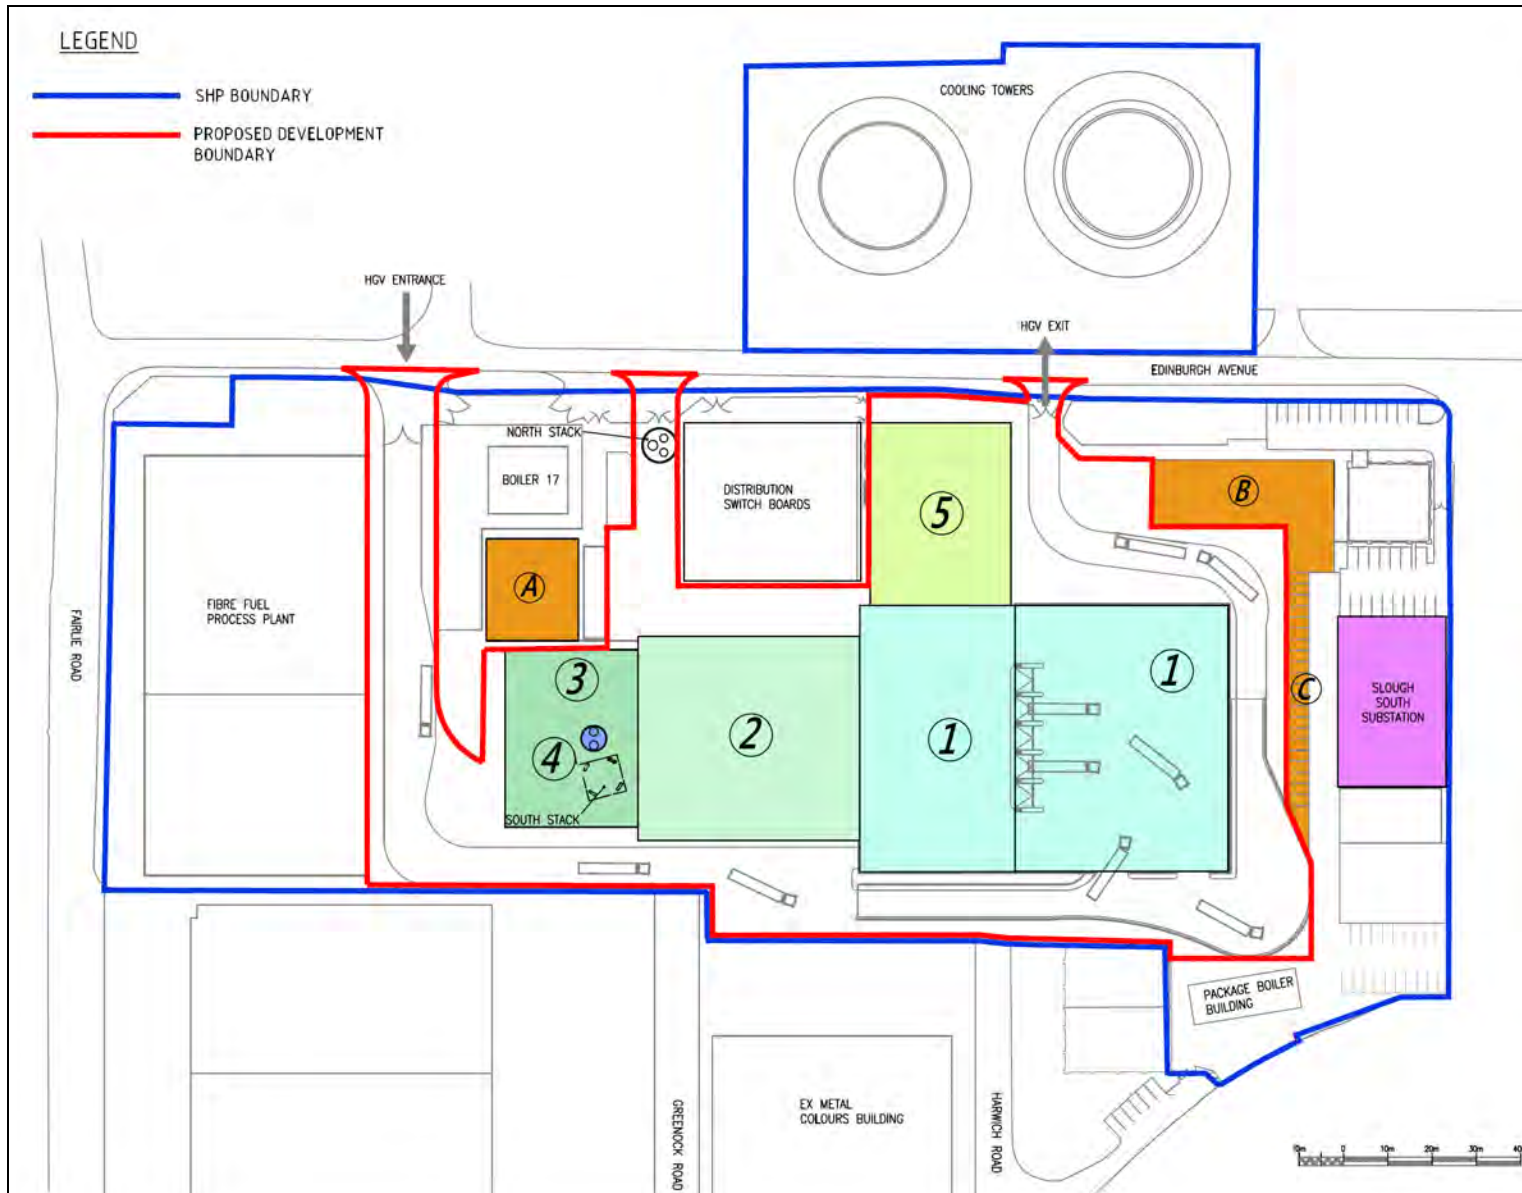 LEGEND
SHP BOUNDARY
PROPOSED DEVELOPMENT
BOUNDARY
COOLING TOWERS
HGV ENTRANCE
HGV EXIT
EDINBURGH AVENUE
NORTH STACK
BOILER 17
DISTRIBUTION
SWITCH BOARDS
5
B
A
FIBRE FUEL
PROCESS PLANT
FAIRLIE ROAD
3
1
C
SLOUGH
SOUTH
SUBSTATION
2
1
4
SOUTH STACK
PACKAGE BOILER
BUILDING
EX METAL
COLOURS BUILDING
GREENOCK ROAD
HARWICH ROAD
10m 0 10m 20m 30m